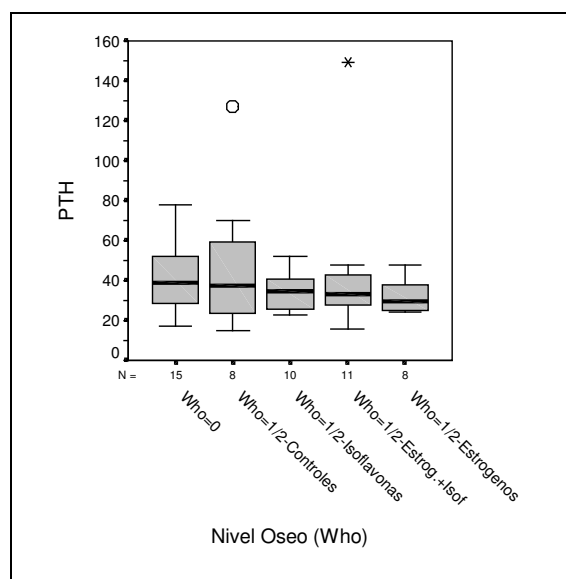 160
140
120
100
80
60
40
20
0
PTH
N =
15
8
10
11
8
Who=0
Who=1/2-Controles
Who=1/2-Isoflavonas
Who=1/2-Estrog.+Isof
Who=1/2-Estrogenos
Nivel Oseo (Who)